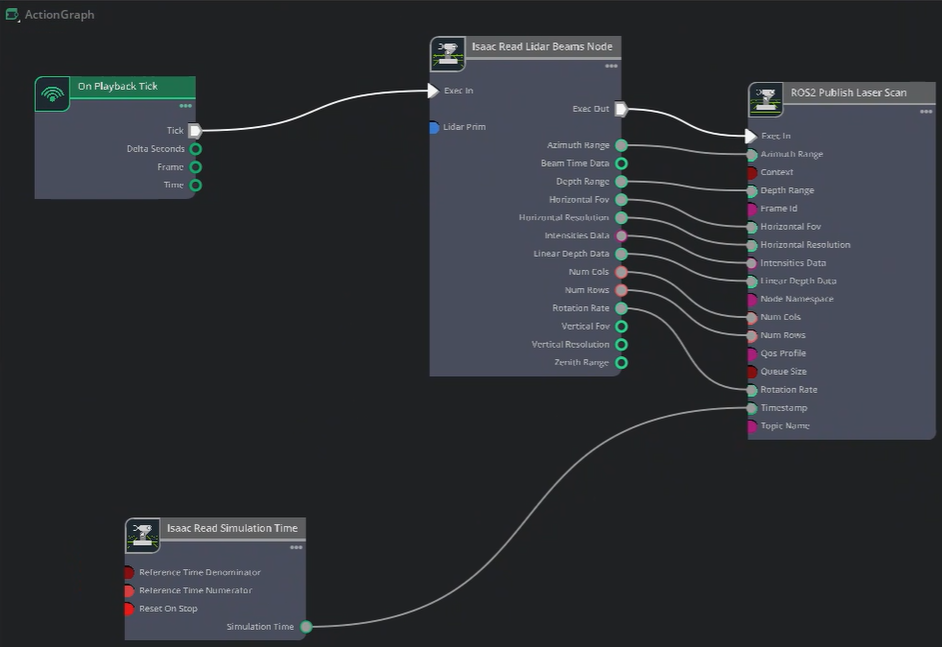 ActionGraph
On Playback Tick
Tick
Delta Seconds
Frame
Time
Isaac Read Lidar Beams Node
Exec In
Exec Out
Lidar Prim
Azimuth Range
Beam Time Data
Depth Range
Horizontal Fov
Horizontal Resolution
Intensities Data
Linear Depth Data
Num Cols
Num Rows
Rotation Rate
Vertical Fov
Vertical Resolution
Zenith Range
ROS2 Publish Laser Scan
Exec In
Azimuth Range
Context
Depth Range
Frame Id
Horizontal Fov
Horizontal Resolution
Intensities Data
Linear Depth Data
Node Namespace
Num Cols
Num Rows
Qos Profile
Queue Size
Rotation Rate
Timestamp
Topic Name
Isaac Read Simulation Time
Reference Time Denominator
Reference Time Numerator
Reset On Stop
Simulation Time